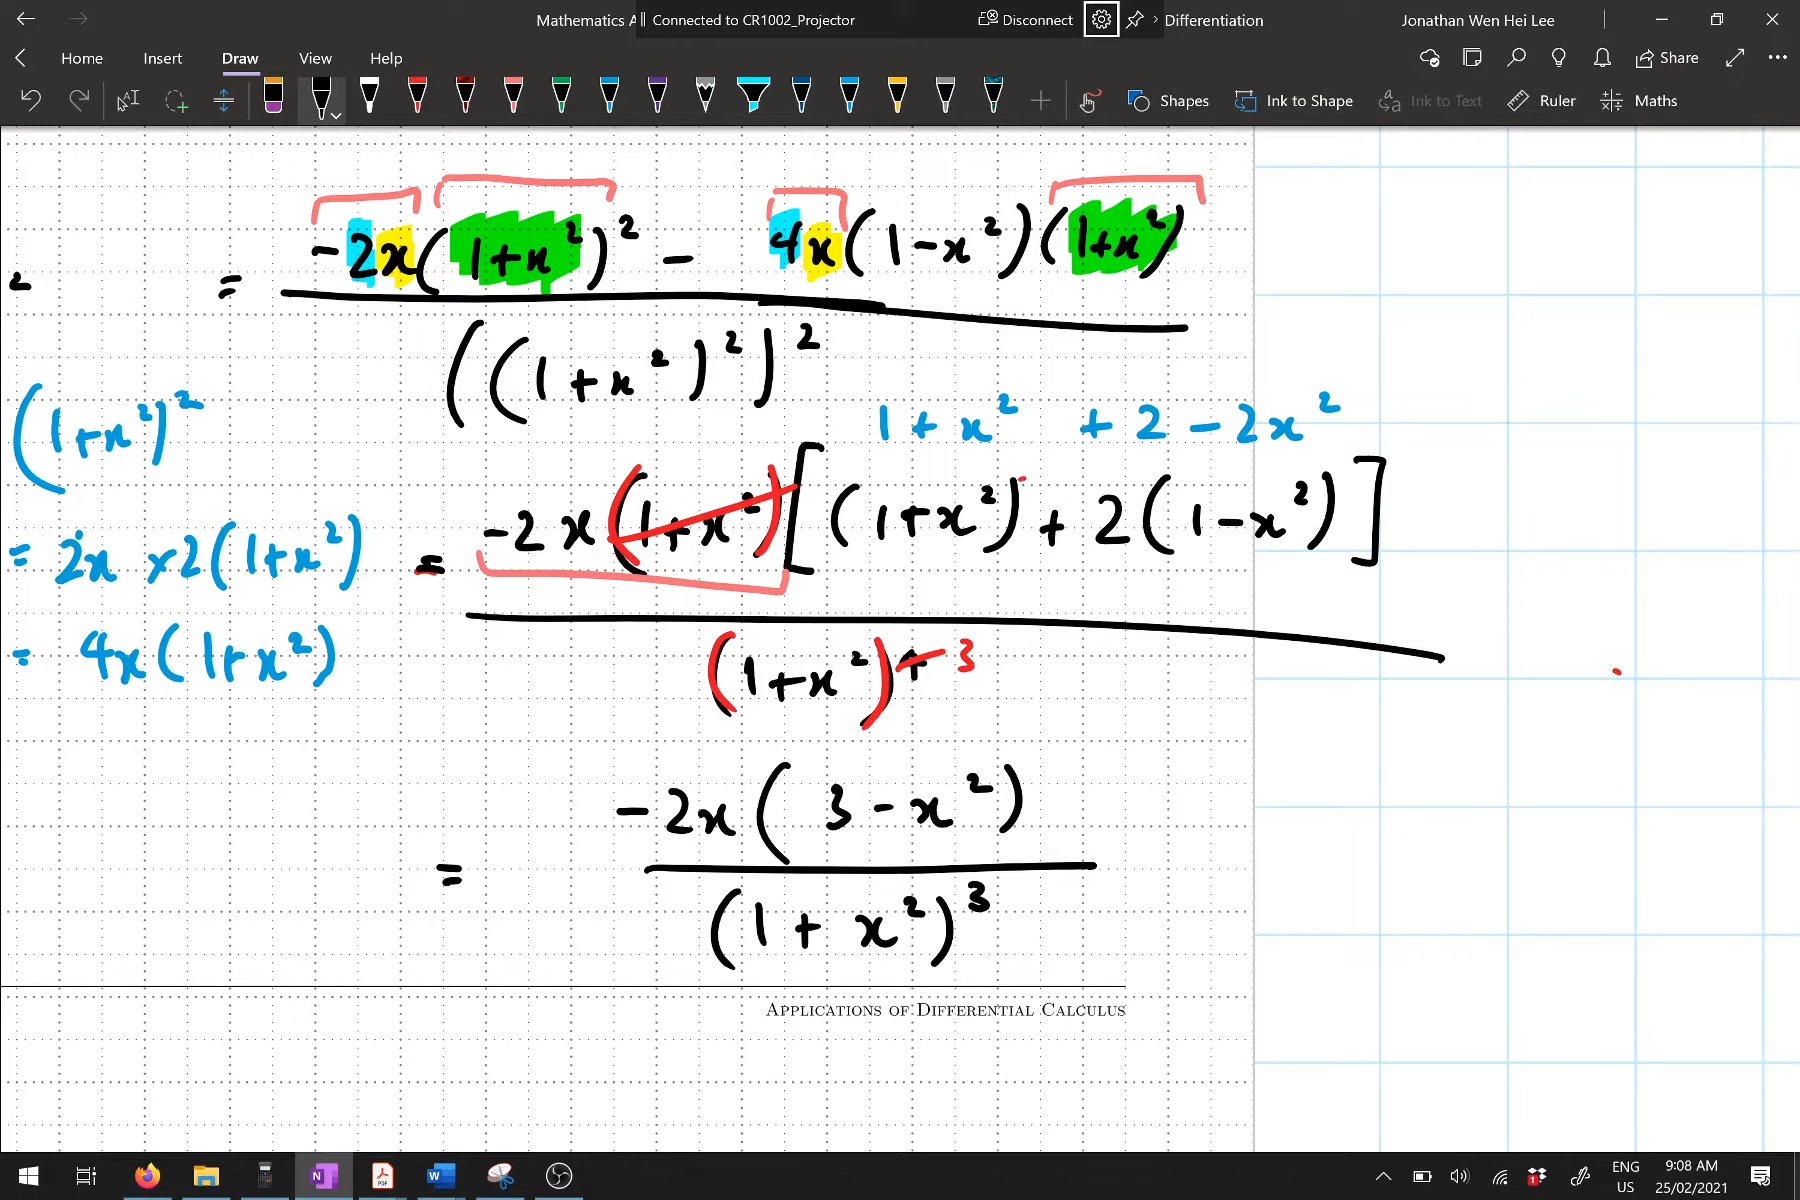 Mathematics A
Connected to CR1002_Projector
Disconnect
Differentiation
Jonathan Wen Hei Lee
Home Insert Draw View Help
Share
Shapes Ink to Shape Ink to Text Ruler Maths
= (-2x(1+x²)² - 4x(1-x²)(1+x²)) / ((1+x²)²)²
2
(1+x²)²
= 2x × 2(1+x²)
= 4x(1+x²)
1 + x² + 2 - 2x²
= -2x(1+x²)[(1+x²) + 2(1-x²)] / (1+x²)⁴ 3
= -2x(3-x²) / (1+x²)³
APPLICATIONS OF DIFFERENTIAL CALCULUS
ENG
US
9:08 AM
25/02/2021